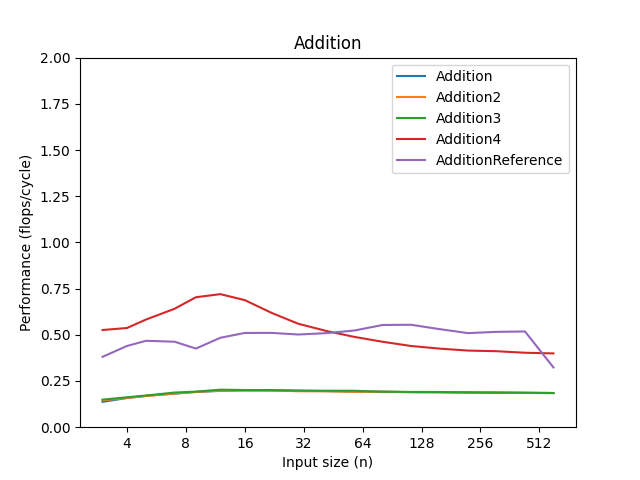 Addition
Performance (flops/cycle)
2.00
1.75
1.50
1.25
1.00
0.75
0.50
0.25
0.00
Addition
Addition2
Addition3
Addition4
AdditionReference
4 8 16 32 64 128 256 512
Input size (n)